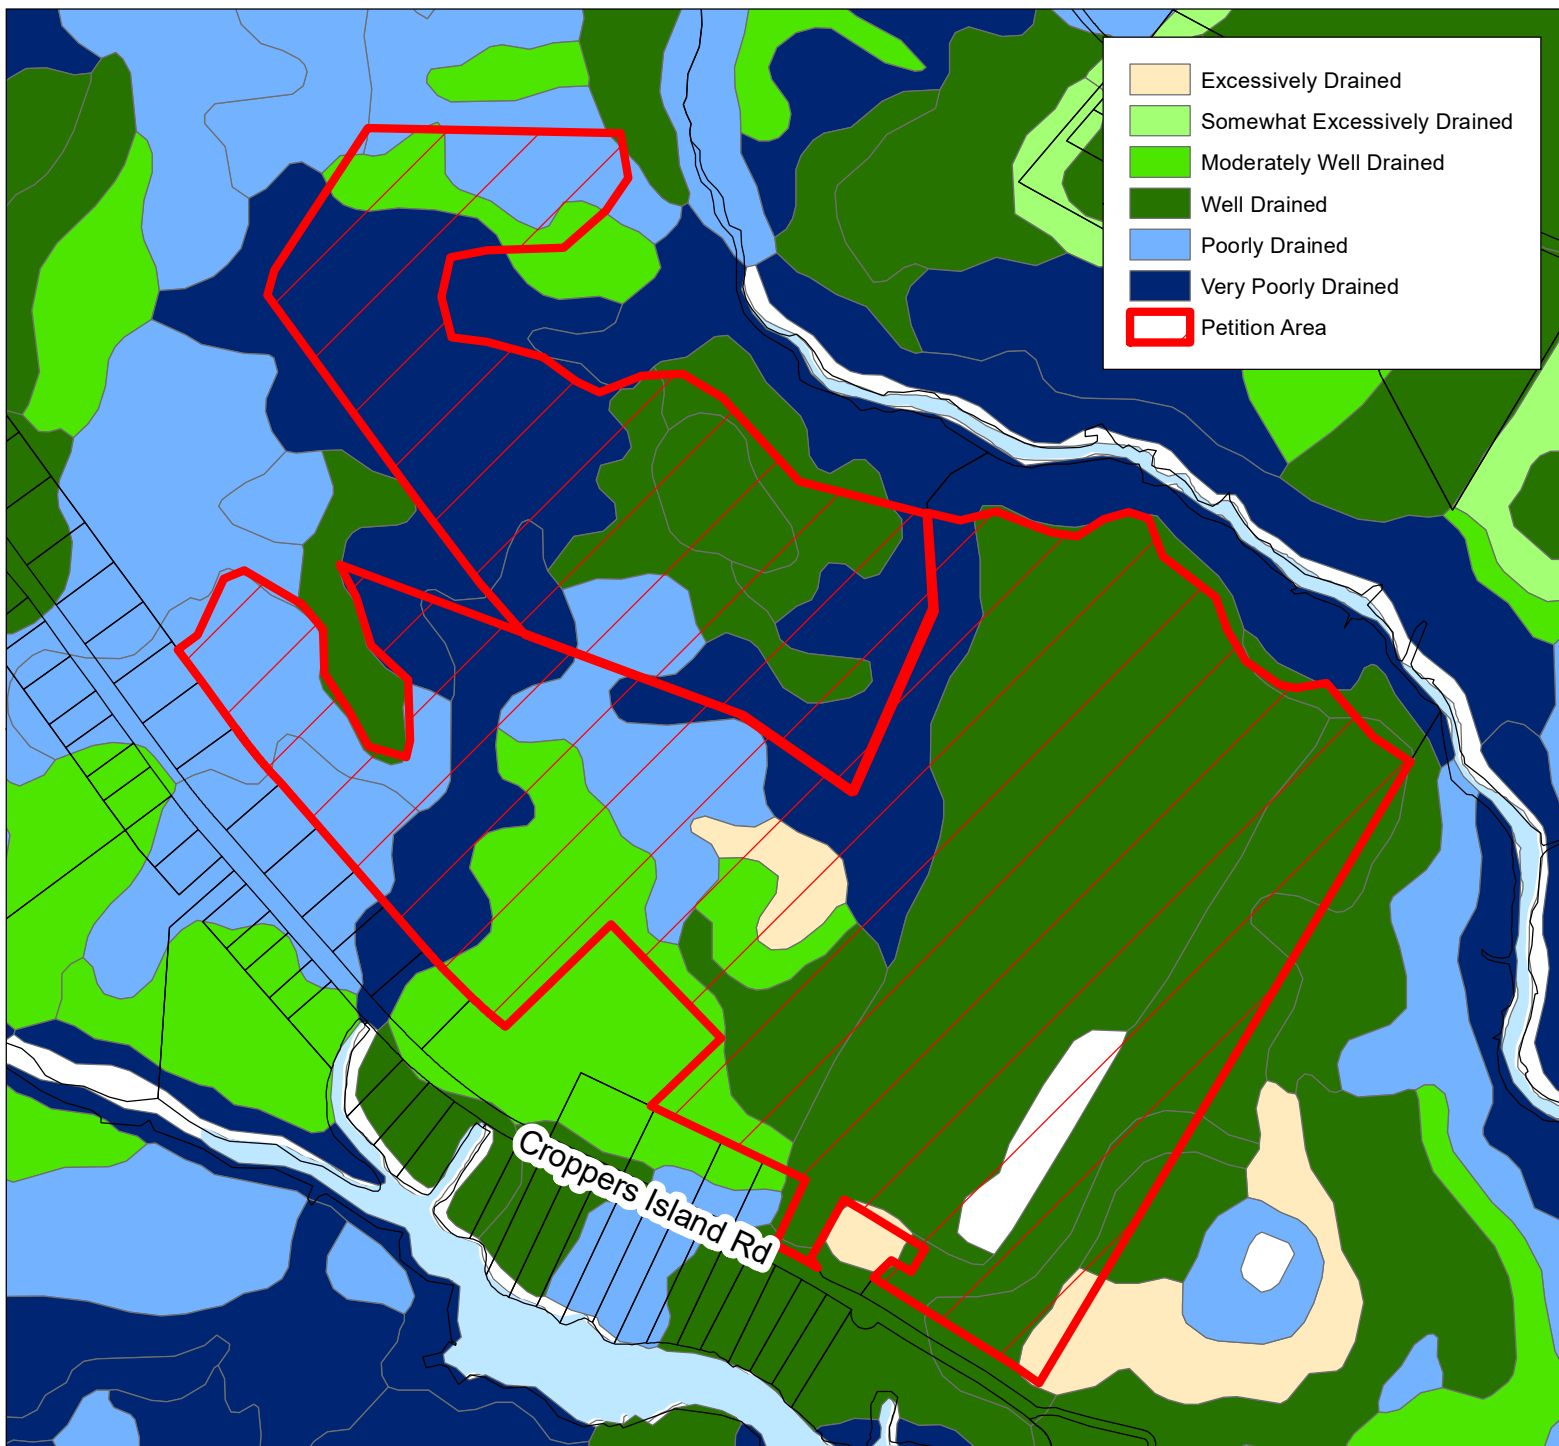 Excessively Drained
Somewhat Excessively Drained
Moderately Well Drained
Well Drained
Poorly Drained
Very Poorly Drained
Petition Area
Croppers Island Rd